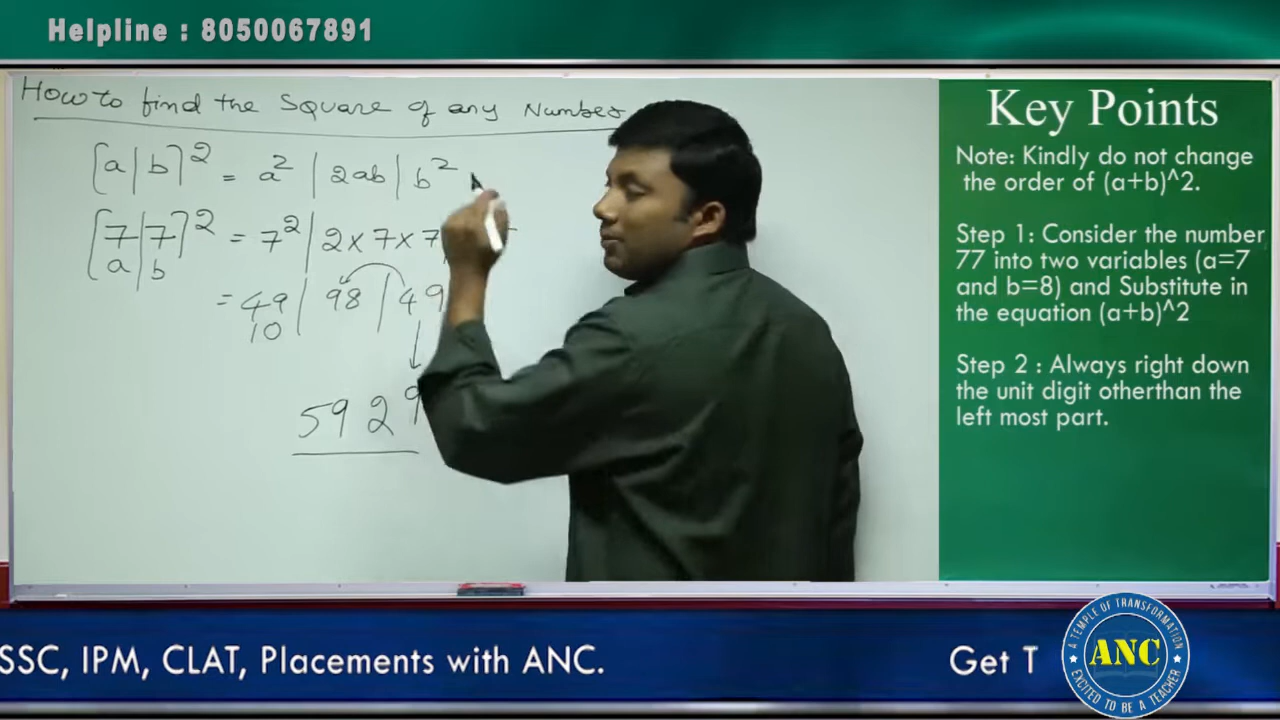 Helpline : 8050067891
How to find the Square of any Number
[a|b]^2 = a^2 | 2ab | b^2
[7|7]^2 = 7^2 | 2 x 7 x 7
a b
= 49 | 98 | 49
10
5929
Key Points
Note: Kindly do not change
the order of (a+b)^2.
Step 1: Consider the number
77 into two variables (a=7
and b=8) and Substitute in
the equation (a+b)^2
Step 2 : Always right down
the unit digit otherthan the
left most part.
SSC, IPM, CLAT, Placements with ANC.
Get T
A TEMPLE OF TRANSFORMATION
ANC
EXCITED TO BE A TEACHER